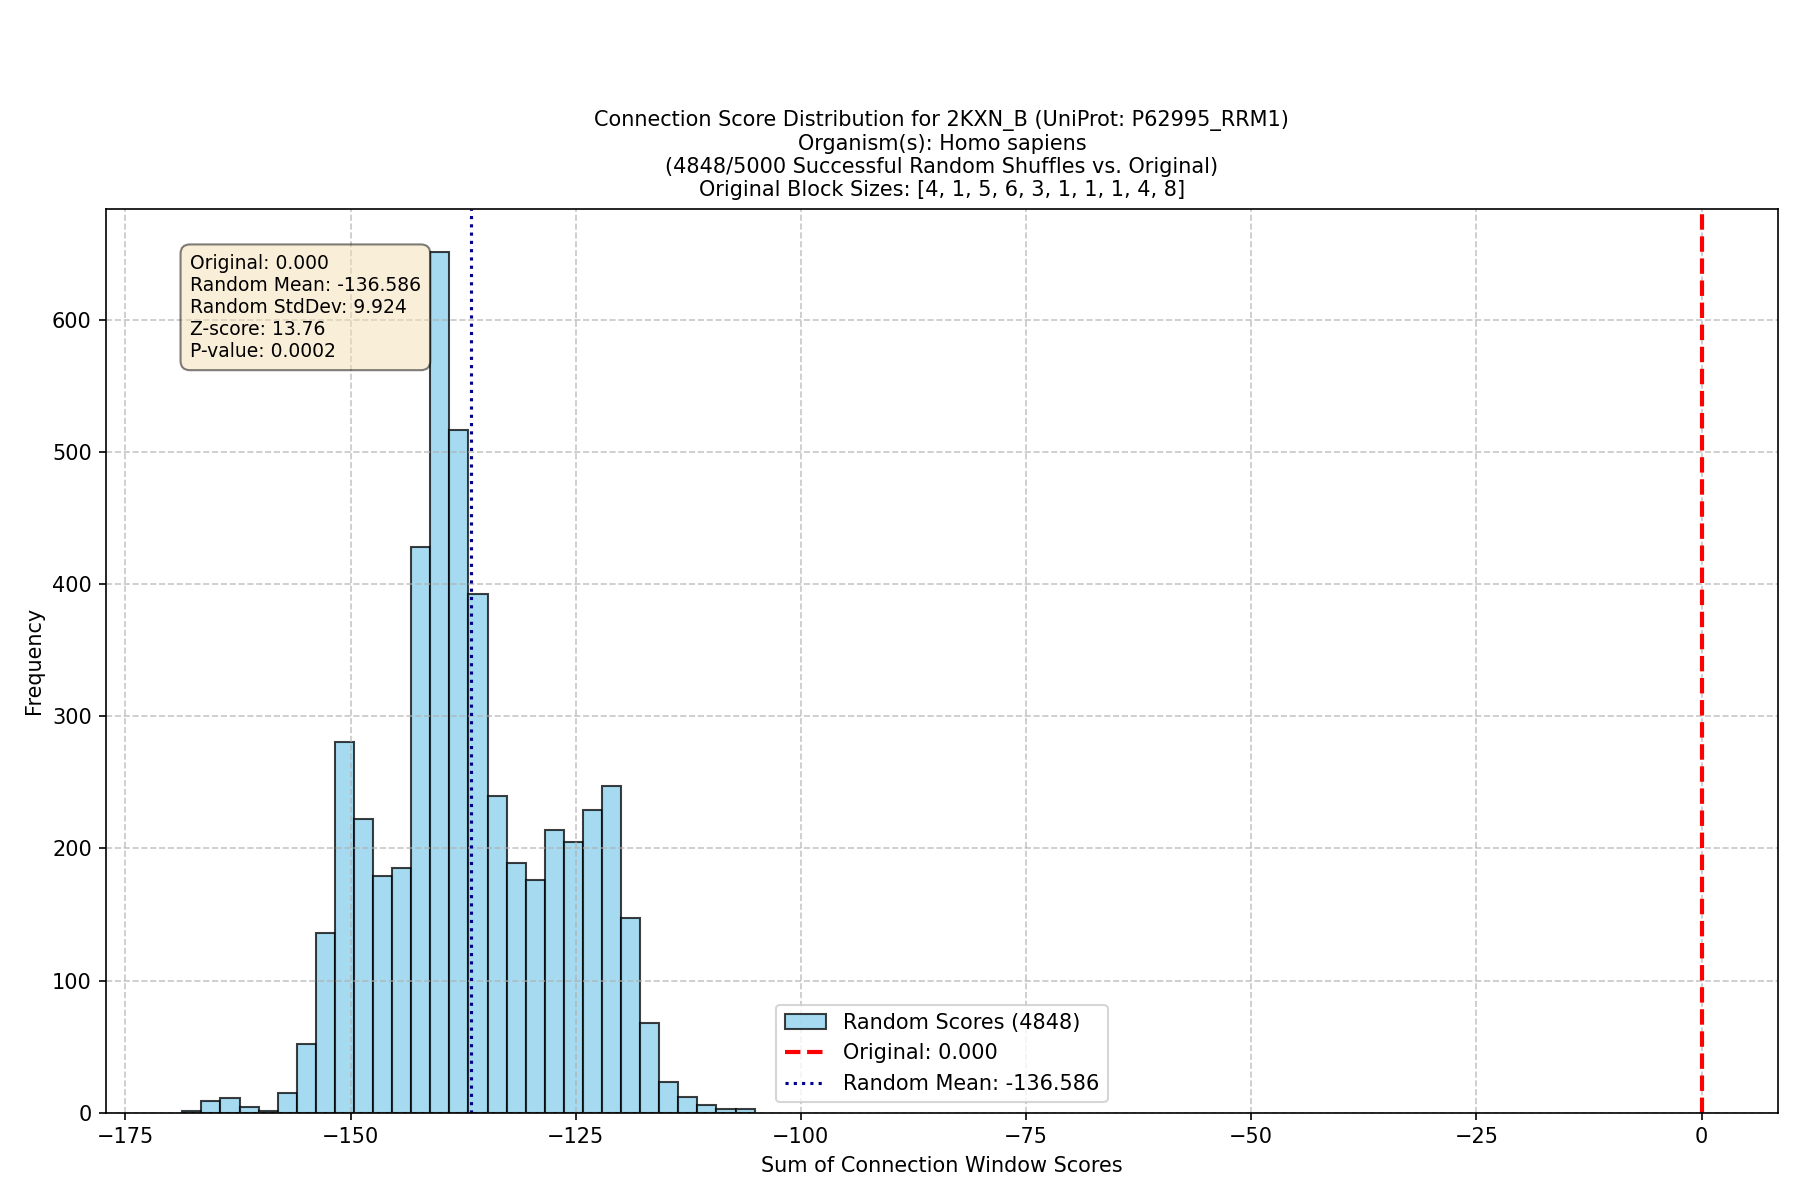 Connection Score Distribution for 2KXN_B (UniProt: P62995_RRM1)
Organism(s): Homo sapiens
(4848/5000 Successful Random Shuffles vs. Original)
Original Block Sizes: [4, 1, 5, 6, 3, 1, 1, 1, 4, 8]
Original: 0.000
Random Mean: -136.586
Random StdDev: 9.924
Z-score: 13.76
P-value: 0.0002
Frequency
600
500
400
300
200
100
0
Random Scores (4848)
Original: 0.000
Random Mean: -136.586
−175
−150
−125
−100
−75
−50
−25
0
Sum of Connection Window Scores